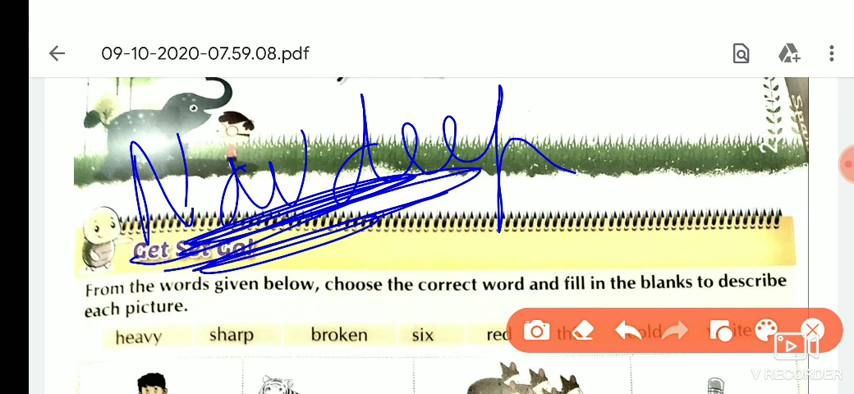 09-10-2020-07.59.08.pdf
Navdeep
Get Set Go!
From the words given below, choose the correct word and fill in the blanks to describe
each picture.
heavy sharp broken six red
V RECORDER